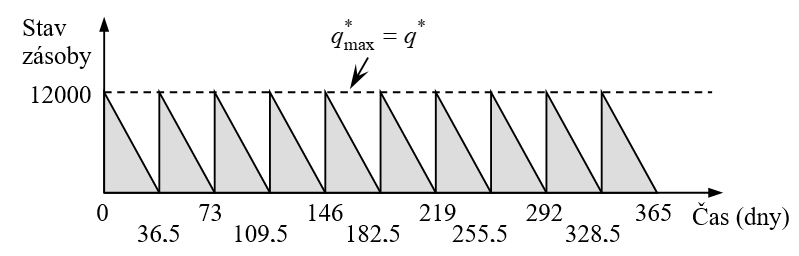 Stav
zásoby
q*max = q*
12000
0 73 146 219 292 365 Čas (dny)
36.5 109.5 182.5 255.5 328.5